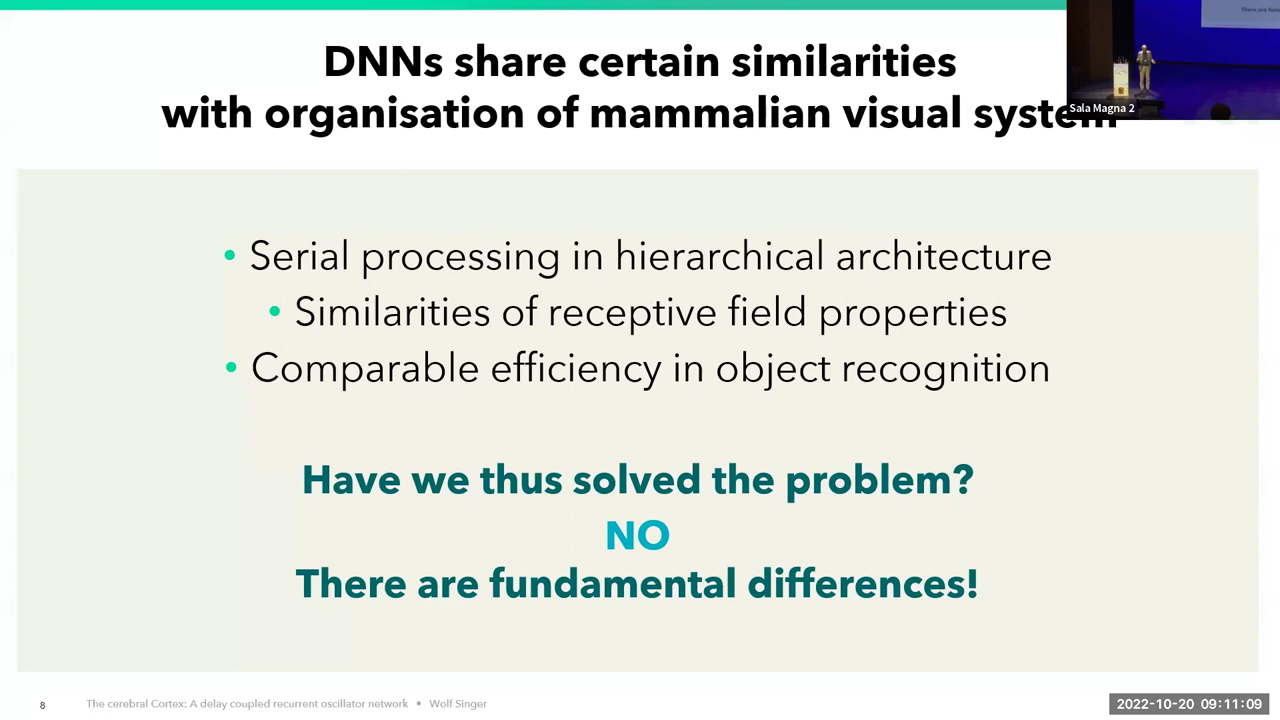 DNNs share certain similarities
with organisation of mammalian visual system
Sala Magna 2
• Serial processing in hierarchical architecture
• Similarities of receptive field properties
• Comparable efficiency in object recognition
Have we thus solved the problem?
NO
There are fundamental differences!
8
The cerebral Cortex: A delay coupled recurrent oscillator network • Wolf Singer
2022-10-20 09:11:09